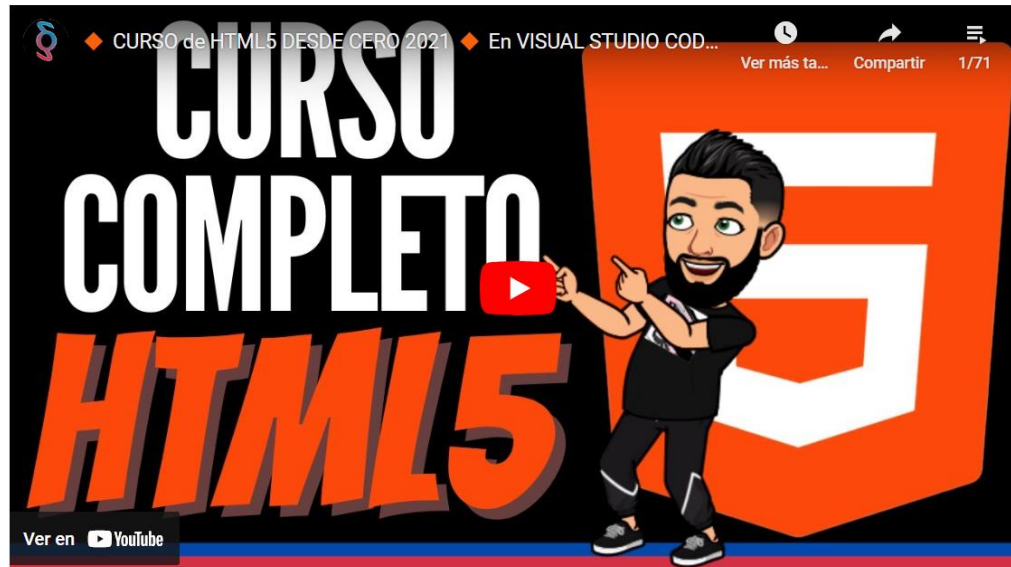 ◆ CURSO de HTML5 DESDE CERO 2021 ◆ En VISUAL STUDIO COD...
Ver más ta...
Compartir
1/71
CURSO
COMPLETO
HTML5
Ver en YouTube